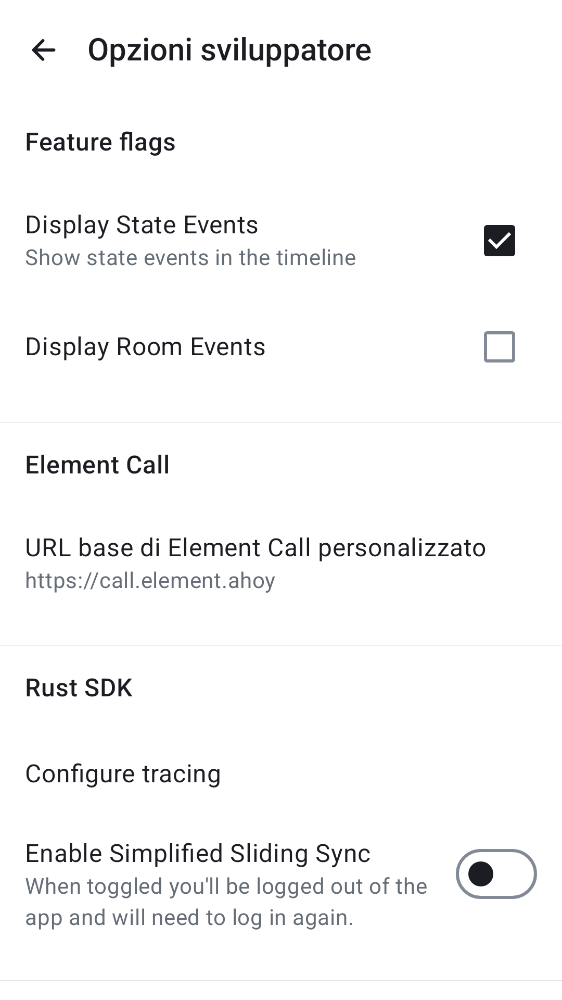 Opzioni sviluppatore
Feature flags
Display State Events
Show state events in the timeline
Display Room Events
Element Call
URL base di Element Call personalizzato
https://call.element.ahoy
Rust SDK
Configure tracing
Enable Simplified Sliding Sync
When toggled you'll be logged out of the
app and will need to log in again.